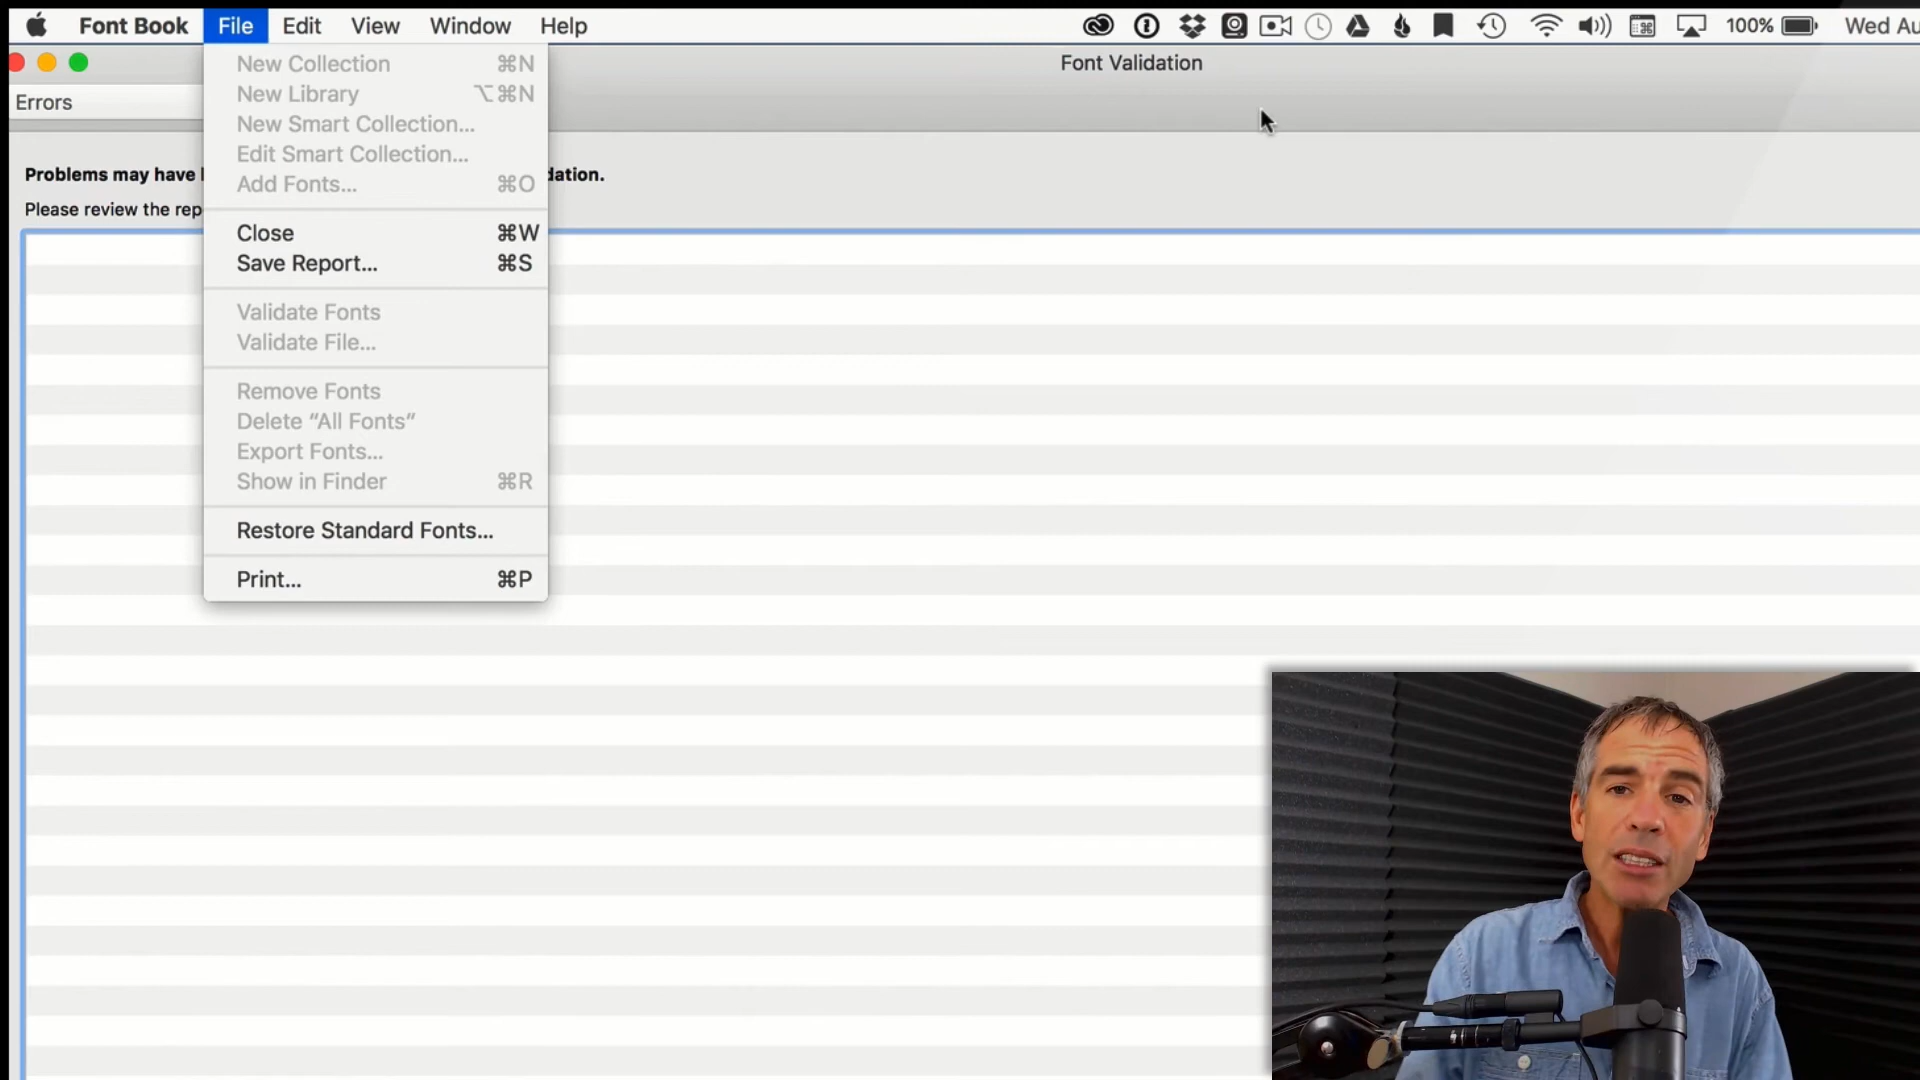 Font Book File Edit View Window Help 100% Wed Au
Font Validation
Errors
New Collection ⌘N
New Library ⌥⌘N
New Smart Collection...
Edit Smart Collection...
Add Fonts... ⌘O
Problems may have dation.
Please review the rep
Close ⌘W
Save Report... ⌘S
Validate Fonts
Validate File...
Remove Fonts
Delete “All Fonts”
Export Fonts...
Show in Finder ⌘R
Restore Standard Fonts...
Print... ⌘P